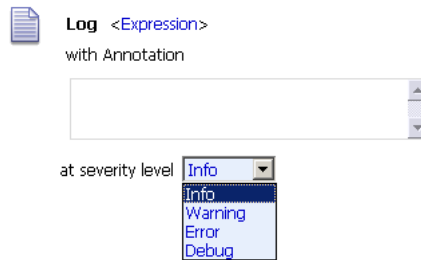 Log <Expression>
with Annotation
at severity level Info
Info
Warning
Error
Debug